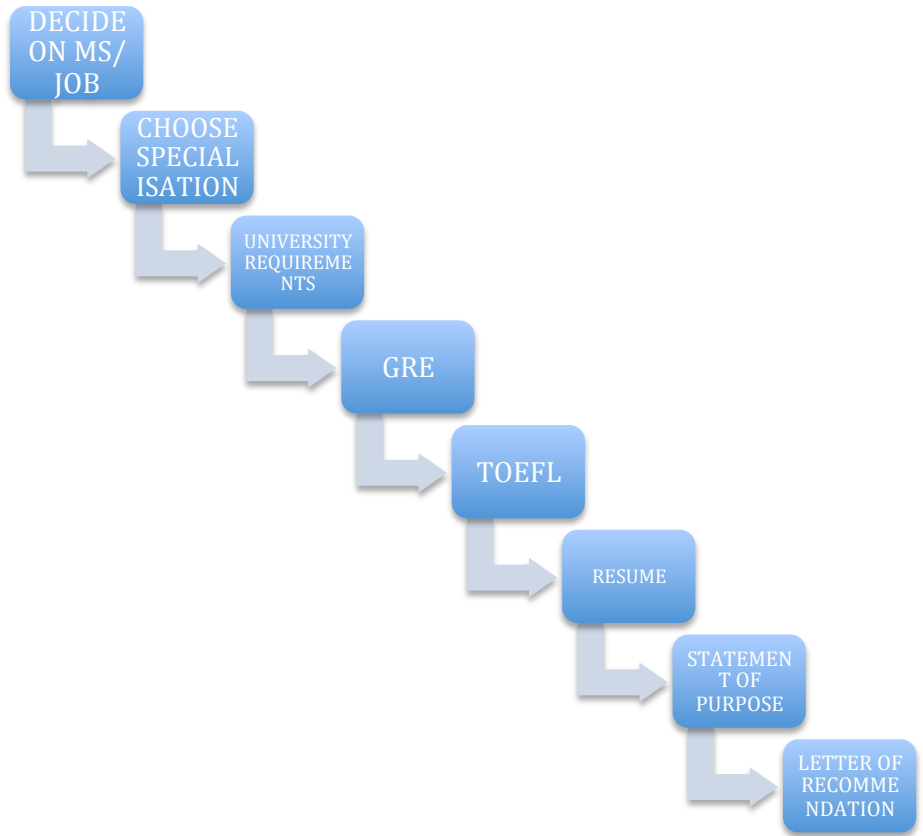 DECIDE
ON MS/
JOB
CHOOSE
SPECIAL
ISATION
UNIVERSITY
REQUIREME
NTS
GRE
TOEFL
RESUME
STATEMEN
T OF
PURPOSE
LETTER OF
RECOMME
NDATION